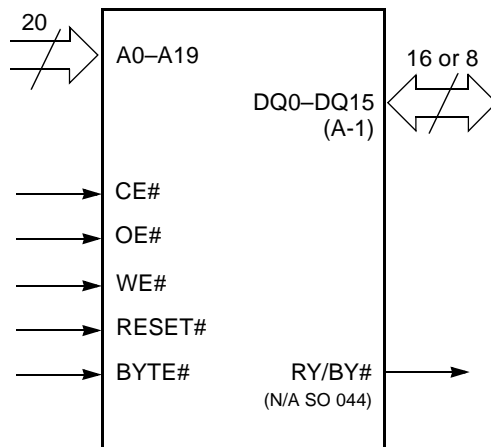 20
A0–A19
16 or 8
DQ0–DQ15
(A-1)
CE#
OE#
WE#
RESET#
BYTE#
RY/BY#
(N/A SO 044)